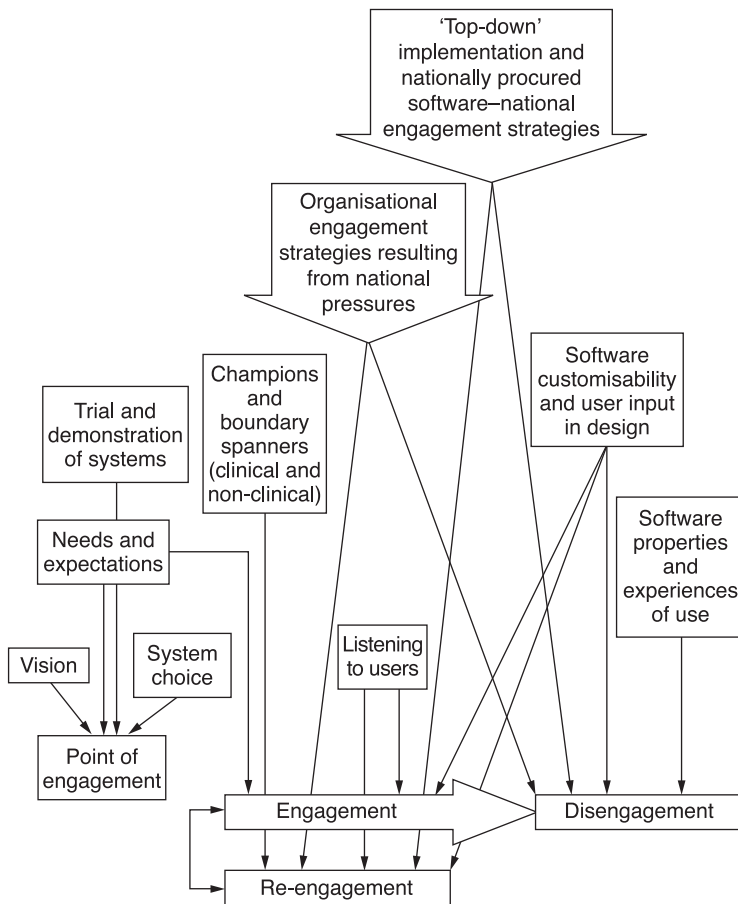 ‘Top-down’
implementation and
nationally procured
software–national
engagement strategies
Organisational
engagement
strategies resulting
from national
pressures
Champions
and
boundary
spanners
(clinical and
non-clinical)
Software
customisability
and user input
in design
Trial and
demonstration
of systems
Software
properties
and
experiences
of use
Needs and
expectations
Listening
to users
Vision
System
choice
Point of
engagement
Engagement
Disengagement
Re-engagement